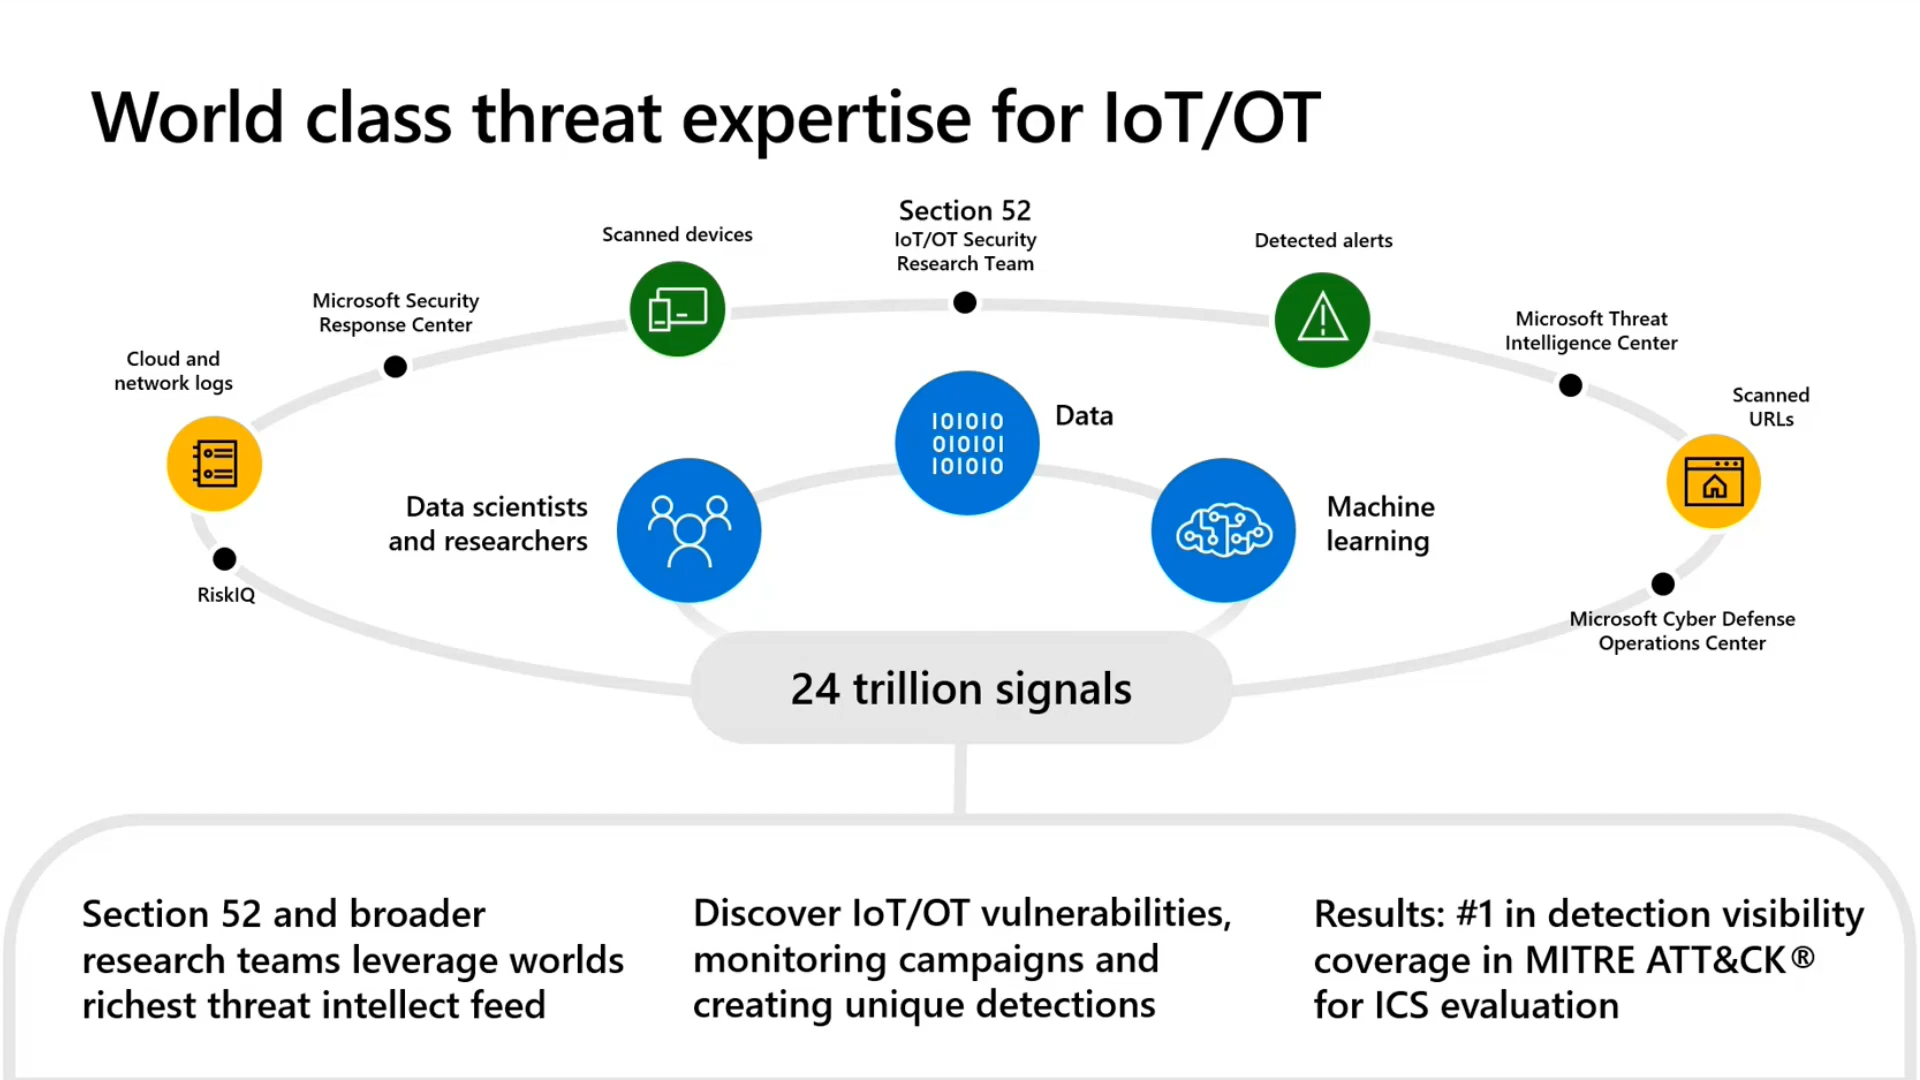 World class threat expertise for IoT/OT
Section 52
IoT/OT Security
Research Team
Scanned devices
Detected alerts
Microsoft Security
Response Center
Microsoft Threat
Intelligence Center
Cloud and
network logs
Scanned
URLs
Data
101010
010101
101010
Data scientists
and researchers
Machine
learning
RiskIQ
Microsoft Cyber Defense
Operations Center
24 trillion signals
Section 52 and broader
research teams leverage worlds
richest threat intellect feed
Discover IoT/OT vulnerabilities,
monitoring campaigns and
creating unique detections
Results: #1 in detection visibility
coverage in MITRE ATT&CK®
for ICS evaluation